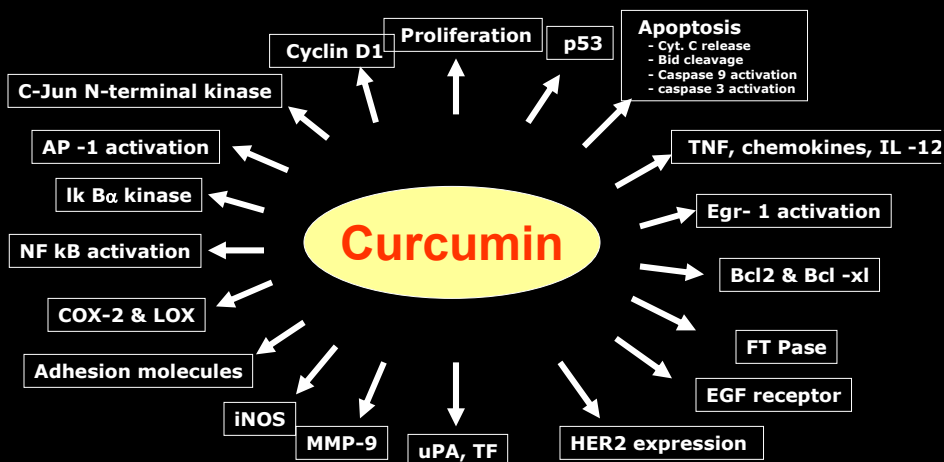 Proliferation
Cyclin D1
p53
Apoptosis
- Cyt. C release
- Bid cleavage
- Caspase 9 activation
- caspase 3 activation
C-Jun N-terminal kinase
AP -1 activation
TNF, chemokines, IL -12
Ik Bα kinase
Egr- 1 activation
Curcumin
NF kB activation
Bcl2 & Bcl -xl
COX-2 & LOX
FT Pase
Adhesion molecules
EGF receptor
iNOS
MMP-9
uPA, TF
HER2 expression